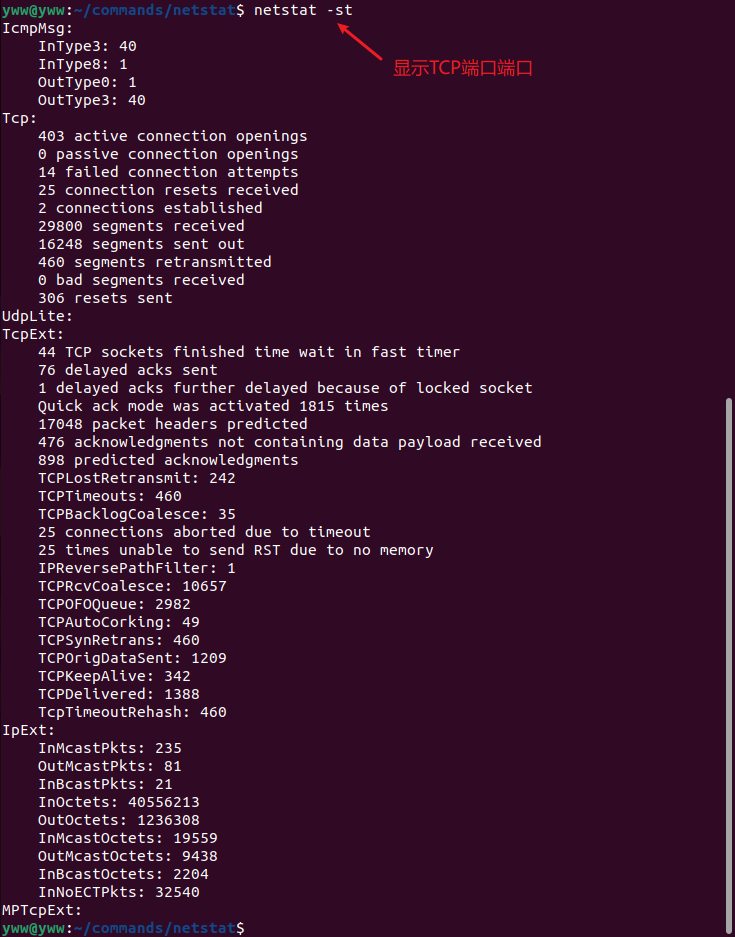 yww@yww:~/commands/netstat$ netstat -st
IcmpMsg:
    InType3: 40
显示TCP端口端口
    InType8: 1
    OutType0: 1
    OutType3: 40
Tcp:
    403 active connection openings
    0 passive connection openings
    14 failed connection attempts
    25 connection resets received
    2 connections established
    29800 segments received
    16248 segments sent out
    460 segments retransmitted
    0 bad segments received
    306 resets sent
UdpLite:
TcpExt:
    44 TCP sockets finished time wait in fast timer
    76 delayed acks sent
    1 delayed acks further delayed because of locked socket
    Quick ack mode was activated 1815 times
    17048 packet headers predicted
    476 acknowledgments not containing data payload received
    898 predicted acknowledgments
    TCPLostRetransmit: 242
    TCPTimeouts: 460
    TCPBacklogCoalesce: 35
    25 connections aborted due to timeout
    25 times unable to send RST due to no memory
    IPReversePathFilter: 1
    TCPRcvCoalesce: 10657
    TCPOFOQueue: 2982
    TCPAutoCorking: 49
    TCPSynRetrans: 460
    TCPOrigDataSent: 1209
    TCPKeepAlive: 342
    TCPDelivered: 1388
    TcpTimeoutRehash: 460
IpExt:
    InMcastPkts: 235
    OutMcastPkts: 81
    InBcastPkts: 21
    InOctets: 40556213
    OutOctets: 1236308
    InMcastOctets: 19559
    OutMcastOctets: 9438
    InBcastOctets: 2204
    InNoECTPkts: 32540
MPTcpExt:
yww@yww:~/commands/netstat$